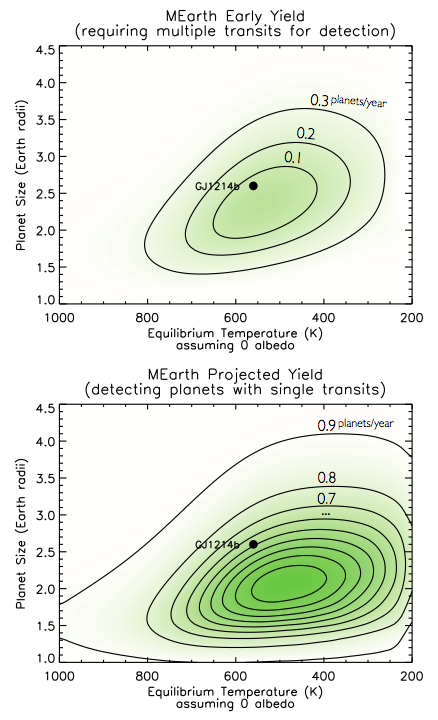 MEarth Early Yield
(requiring multiple transits for detection)
4.5
4.0
3.5
3.0
2.5
2.0
1.5
1.0
Planet Size (Earth radii)
0.3 planets/year
0.2
0.1
GJ1214b
1000 800 600 400 200
Equilibrium Temperature (K)
assuming 0 albedo
MEarth Projected Yield
(detecting planets with single transits)
4.5
4.0
3.5
3.0
2.5
2.0
1.5
1.0
Planet Size (Earth radii)
0.9 planets/year
0.8
0.7
...
GJ1214b
1000 800 600 400 200
Equilibrium Temperature (K)
assuming 0 albedo